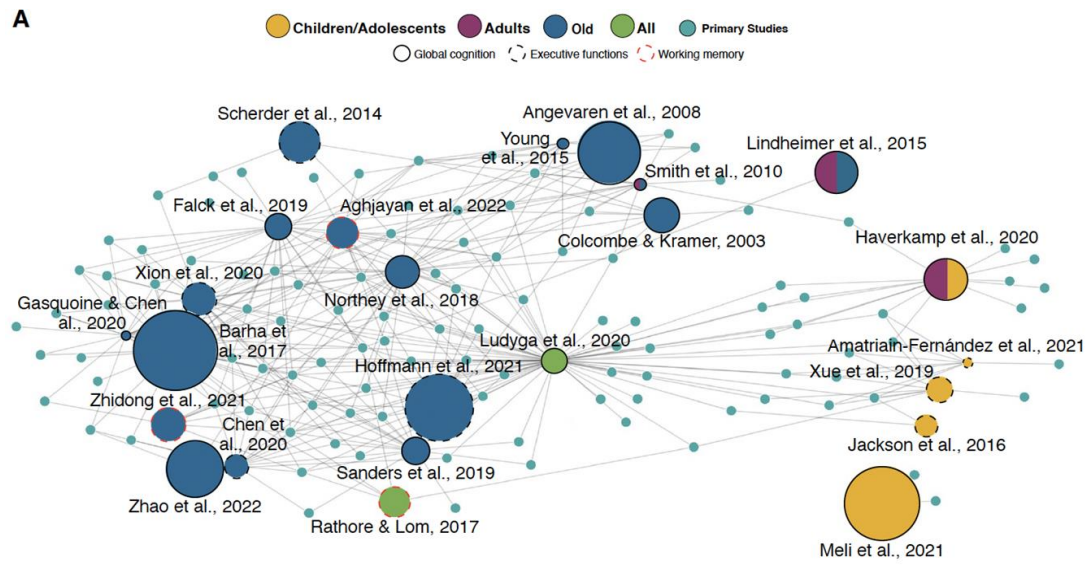 A
Children/Adolescents Adults Old All Primary Studies
Global cognition Executive functions Working memory
Scherder et al., 2014
Angevaren et al., 2008
Young
et al., 2015
Lindheimer et al., 2015
Smith et al., 2010
Falck et al., 2019
Aghjayan et al., 2022
Colcombe & Kramer, 2003
Haverkamp et al., 2020
Xion et al., 2020
Northey et al., 2018
Gasquoine & Chen
al., 2020
Barha et
al., 2017
Ludyga et al., 2020
Hoffmann et al., 2021
Amatriain-Fernández et al., 2021
Xue et al., 2019
Zhidong et al., 2021
Chen et
al., 2020
Jackson et al., 2016
Sanders et al., 2019
Zhao et al., 2022
Rathore & Lom, 2017
Meli et al., 2021